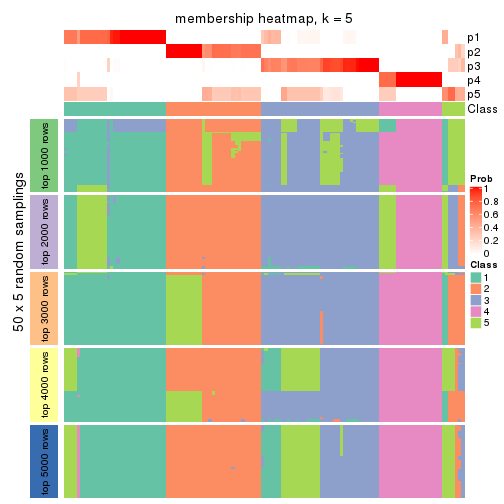 membership heatmap, k = 5
p1
p2
p3
p4
p5
Class
50 x 5 random samplings
top 1000 rows
top 2000 rows
top 3000 rows
top 4000 rows
top 5000 rows
Prob
1
0.8
0.6
0.4
0.2
0
Class
1
2
3
4
5